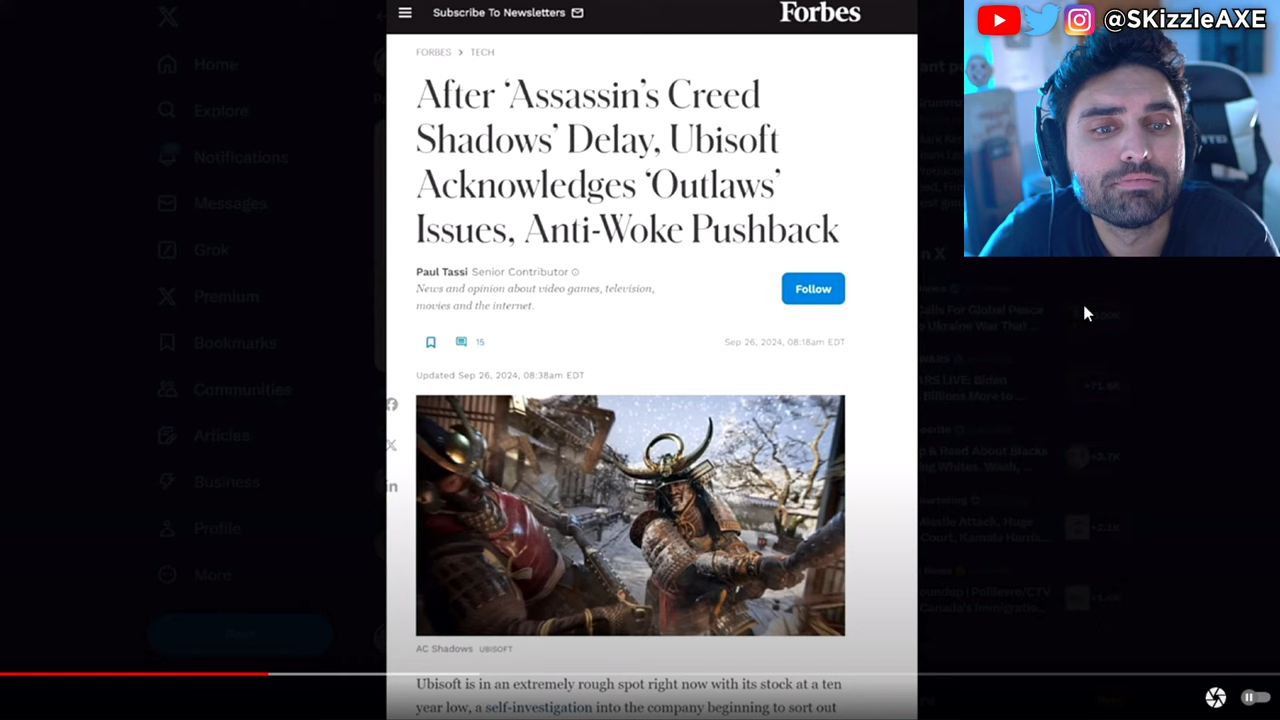 Subscribe To Newsletters
Forbes
@SKizzleAXE
FORBES > TECH
After ‘Assassin’s Creed
Shadows’ Delay, Ubisoft
Acknowledges ‘Outlaws’
Issues, Anti-Woke Pushback
Paul Tassi Senior Contributor
News and opinion about video games, television,
movies and the internet.
Follow
15
Sep 26, 2024, 08:18am EDT
Updated Sep 26, 2024, 08:38am EDT
AC Shadows UBISOFT
Ubisoft is in an extremely rough spot right now with its stock at a ten
year low, a self-investigation into the company beginning to sort out
Home
Explore
Notifications
Messages
Grok
Premium
Bookmarks
Communities
Articles
Business
Profile
More
Post